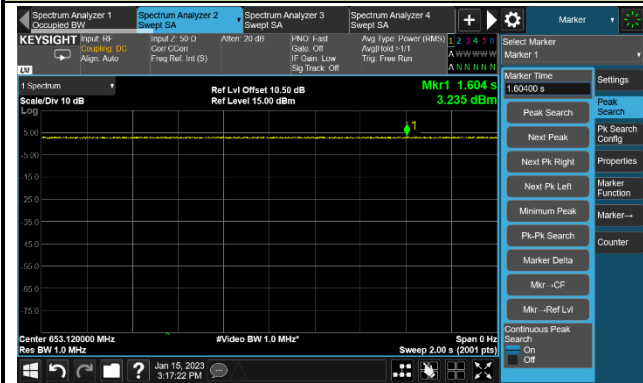 Spectrum Analyzer 1
Occupied BW
Spectrum Analyzer 2
Swept SA
Spectrum Analyzer 3
Swept SA
Spectrum Analyzer 4
Swept SA
+
Marker
KEYSIGHT
Input: RF
Coupling: DC
Align: Auto
Input Z: 50 Ω
Corr CCorr
Freq Ref: Int (S)
Atten: 20 dB
PNO: Fast
Gate: Off
IF Gain: Low
Sig Track: Off
Avg Type: Power (RMS)
Avg|Hold:>1/1
Trig: Free Run
1 2 3 4 5 6
A W W W W W
A N N N N N
LXI
Select Marker
Marker 1
1 Spectrum
Scale/Div 10 dB
Log
Ref Lvl Offset 10.50 dB
Ref Level 15.00 dBm
Mkr1 1.604 s
3.235 dBm
1
5.00
-5.00
-15.0
-25.0
-35.0
-45.0
-55.0
-65.0
-75.0
Center 653.120000 MHz
Res BW 1.0 MHz
#Video BW 1.0 MHz*
Span 0 Hz
Sweep 2.00 s (2001 pts)
Marker Time
1.60400 s
Peak Search
Next Peak
Next Pk Right
Next Pk Left
Minimum Peak
Pk-Pk Search
Marker Delta
Mkr→CF
Mkr→Ref Lvl
Continuous Peak
Search
On
Off
Settings
Peak
Search
Pk Search
Config
Properties
Marker
Function
Marker→
Counter
?
Jan 15, 2023
3:17:22 PM